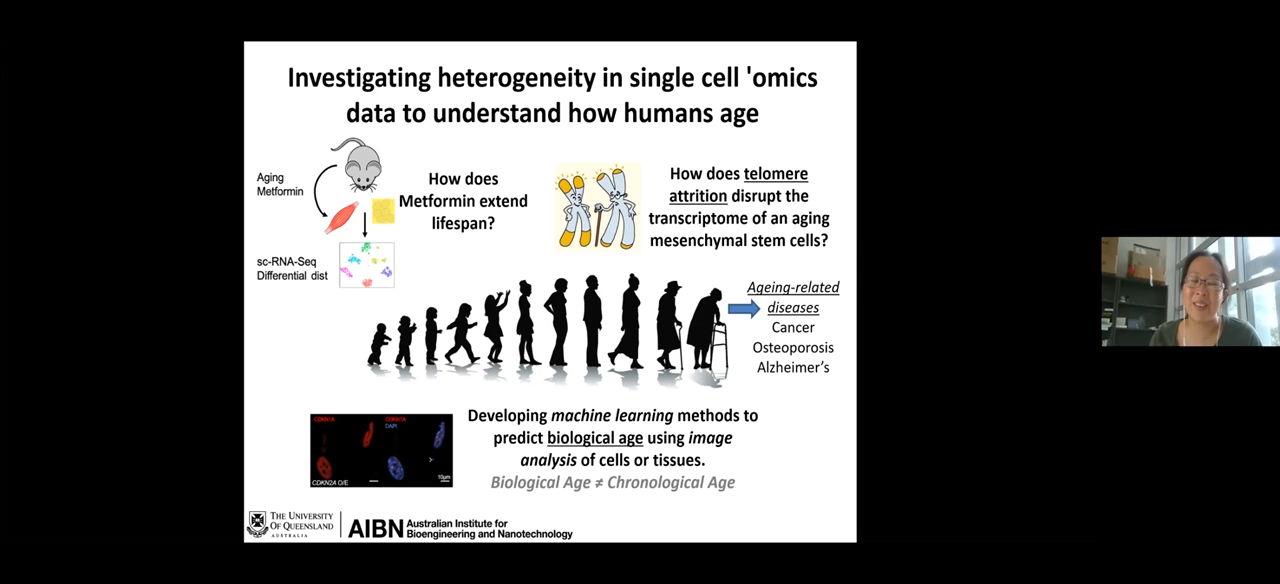 Investigating heterogeneity in single cell 'omics
data to understand how humans age
Aging
Metformin
How does
Metformin extend
lifespan?
sc-RNA-Seq
Differential dist
How does telomere
attrition disrupt the
transcriptome of an aging
mesenchymal stem cells?
Ageing-related
diseases
Cancer
Osteoporosis
Alzheimer's
CDKN1A
CDKN1A
DAPI
CDKN2A O/E
10μm
Developing machine learning methods to
predict biological age using image
analysis of cells or tissues.
Biological Age ≠ Chronological Age
THE UNIVERSITY
OF QUEENSLAND
AUSTRALIA
AIBN
Australian Institute for
Bioengineering and Nanotechnology